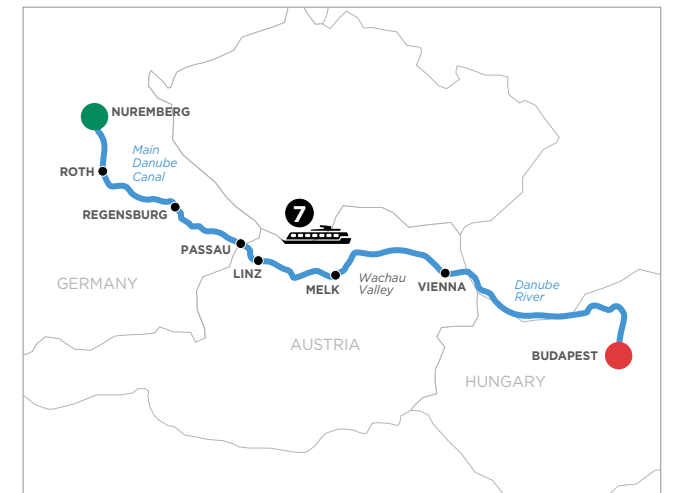 NUREMBERG
Main
Danube
Canal
ROTH
REGENSBURG
7
PASSAU
LINZ
MELK
Wachau
Valley
VIENNA
Danube
River
GERMANY
AUSTRIA
BUDAPEST
HUNGARY